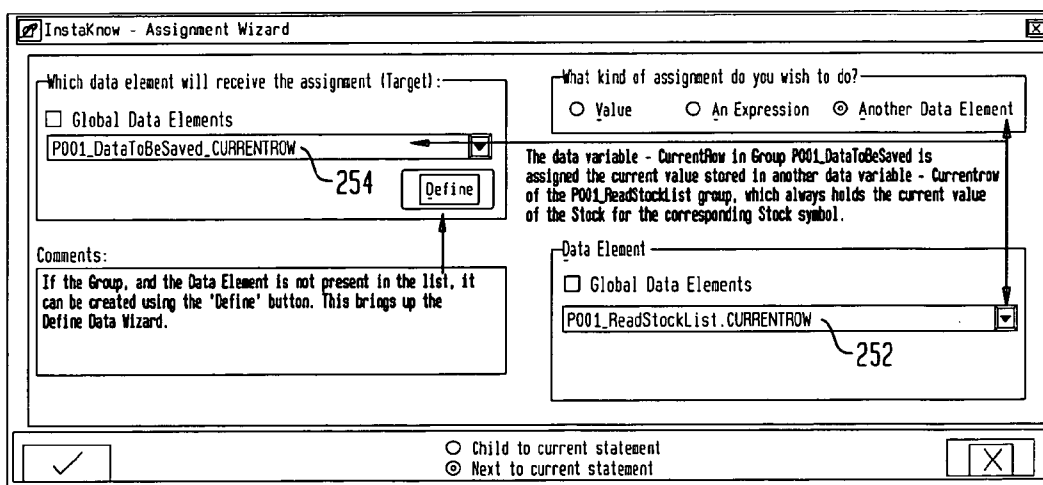 InstaKnow - Assignment Wizard
Which data element will receive the assignment (Target):
Global Data Elements
P001_DataToBeSaved_CURRENTROW
254
Define
Comments:
If the Group, and the Data Element is not present in the list, it
can be created using the 'Define' button. This brings up the
Define Data Wizard.
What kind of assignment do you wish to do?
Value An Expression Another Data Element
The data variable - CurrentRow in Group P001_DataToBeSaved is
assigned the current value stored in another data variable - Currentrow
of the P001_ReadStockList group, which always holds the current value
of the Stock for the corresponding Stock symbol.
Data Element
Global Data Elements
P001_ReadStockList.CURRENTROW
252
Child to current statement
Next to current statement